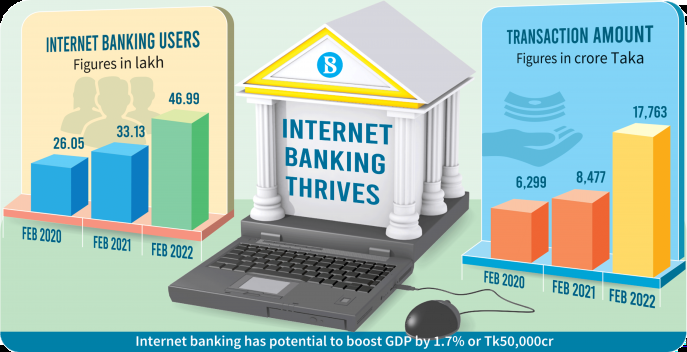 INTERNET BANKING USERS
Figures in lakh
26.05
33.13
46.99
FEB 2020
FEB 2021
FEB 2022
INTERNET
BANKING
THRIVES
TRANSACTION AMOUNT
Figures in crore Taka
6,299
8,477
17,763
FEB 2020
FEB 2021
FEB 2022
Internet banking has potential to boost GDP by 1.7% or Tk50,000cr